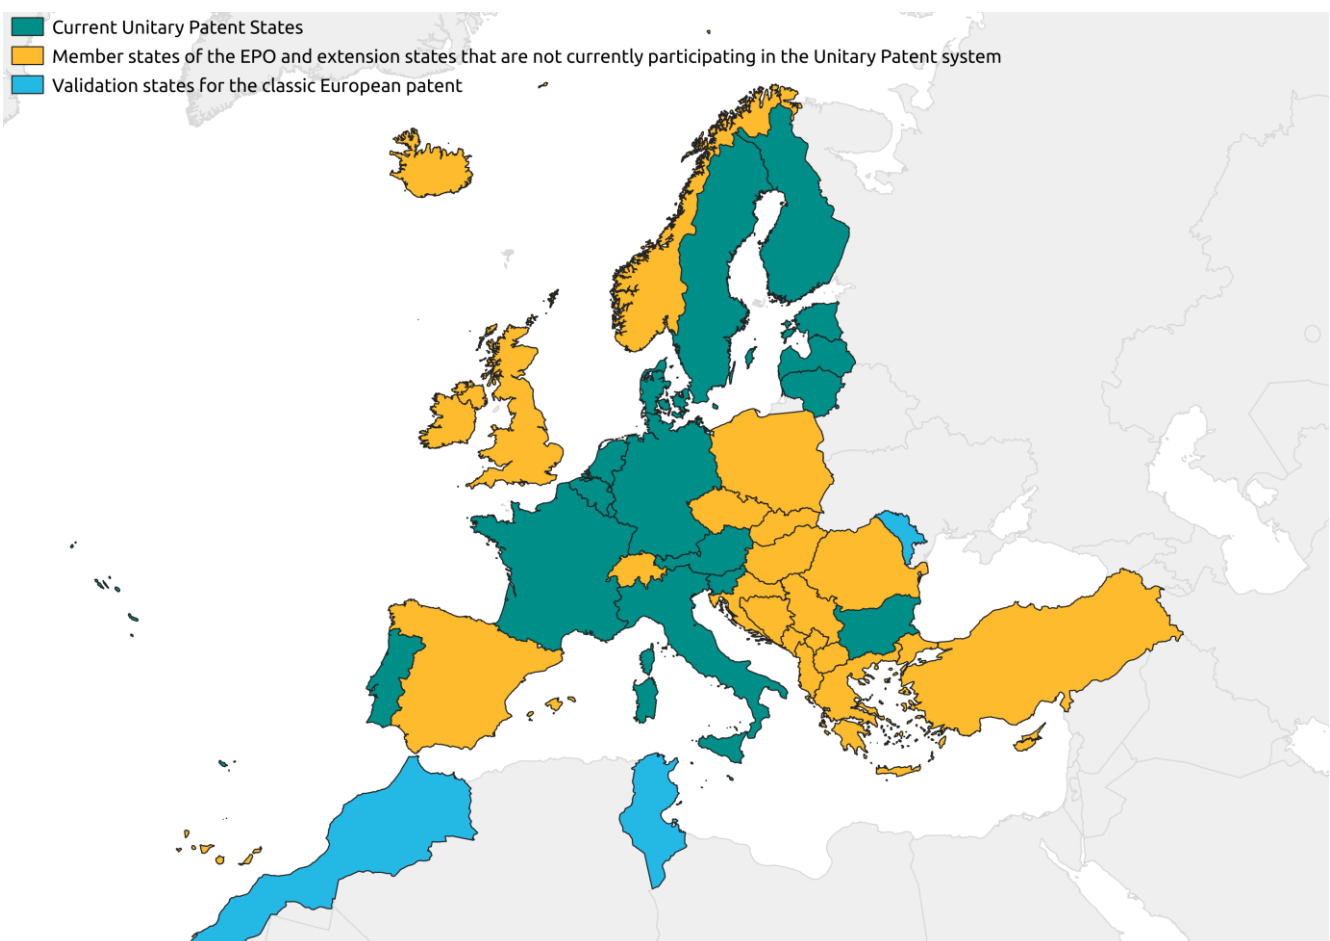 Current Unitary Patent States
Member states of the EPO and extension states that are not currently participating in the Unitary Patent system
Validation states for the classic European patent